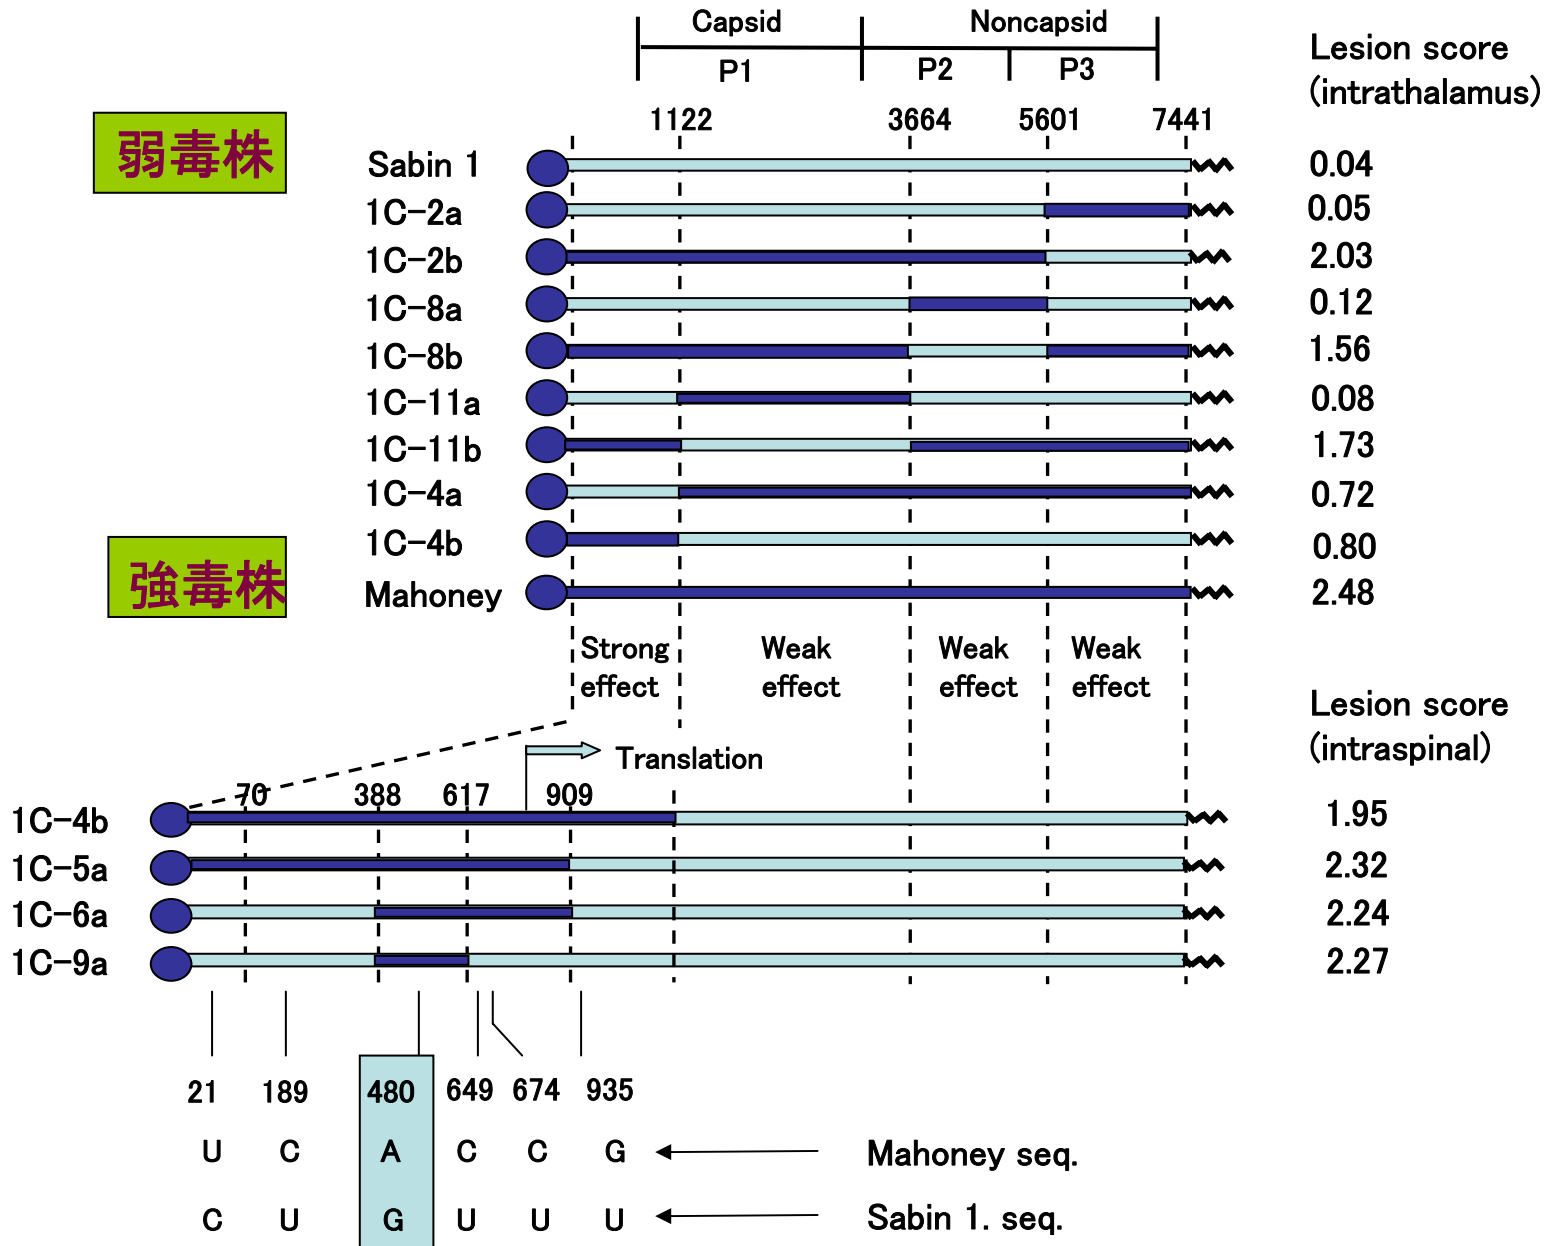 Capsid Noncapsid
P1 P2 P3
Lesion score
(intrathalamus)
1122 3664 5601 7441
弱毒株
Sabin 1 0.04
1C-2a 0.05
1C-2b 2.03
1C-8a 0.12
1C-8b 1.56
1C-11a 0.08
1C-11b 1.73
1C-4a 0.72
1C-4b 0.80
強毒株
Mahoney 2.48
Strong effect
Weak effect
Weak effect
Weak effect
Lesion score
(intraspinal)
Translation
70 388 617 909
1C-4b 1.95
1C-5a 2.32
1C-6a 2.24
1C-9a 2.27
21 189 480 649 674 935
U C A C C G Mahoney seq.
C U G U U U Sabin 1. seq.